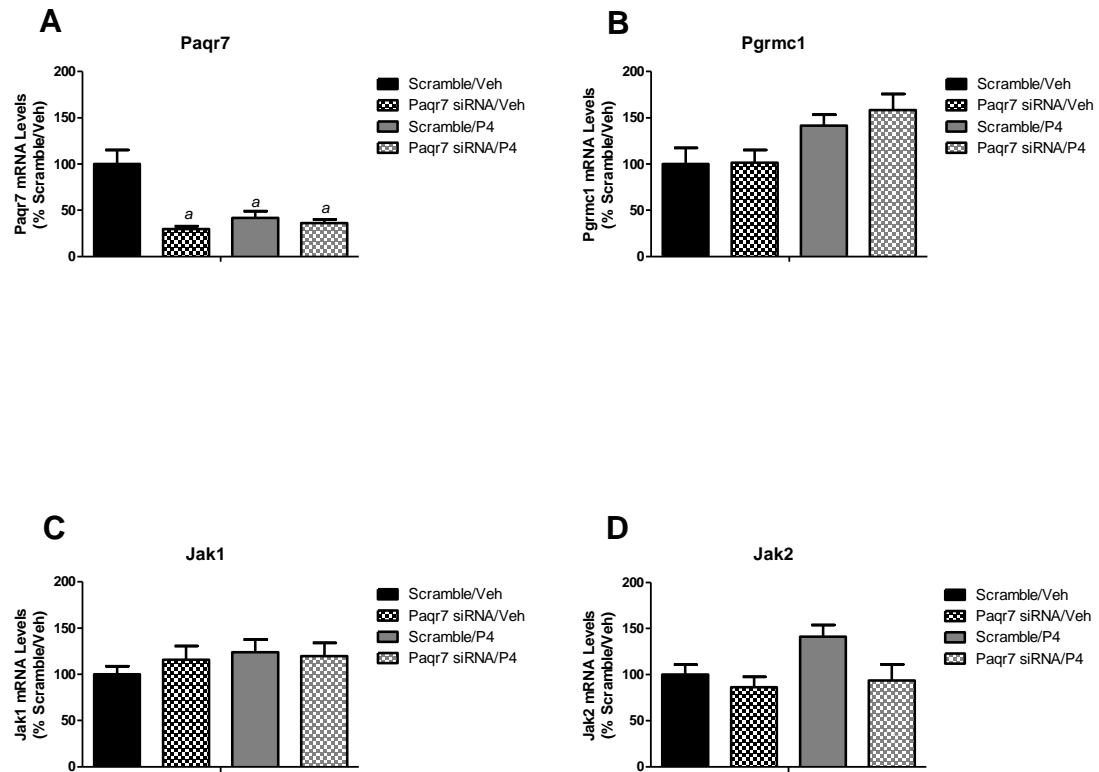 A
Paqr7
Paqr7 mRNA Levels
(% Scramble/Veh)
200
150
100
50
0
a
a
a
Scramble/Veh
Paqr7 siRNA/Veh
Scramble/P4
Paqr7 siRNA/P4
B
Pgrmc1
Pgrmc1 mRNA Levels
(% Scramble/Veh)
200
150
100
50
0
Scramble/Veh
Paqr7 siRNA/Veh
Scramble/P4
Paqr7 siRNA/P4
C
Jak1
Jak1 mRNA Levels
(% Scramble/Veh)
200
150
100
50
0
Scramble/Veh
Paqr7 siRNA/Veh
Scramble/P4
Paqr7 siRNA/P4
D
Jak2
Jak2 mRNA Levels
(% Scramble/Veh)
200
150
100
50
0
Scramble/Veh
Paqr7 siRNA/Veh
Scramble/P4
Paqr7 siRNA/P4